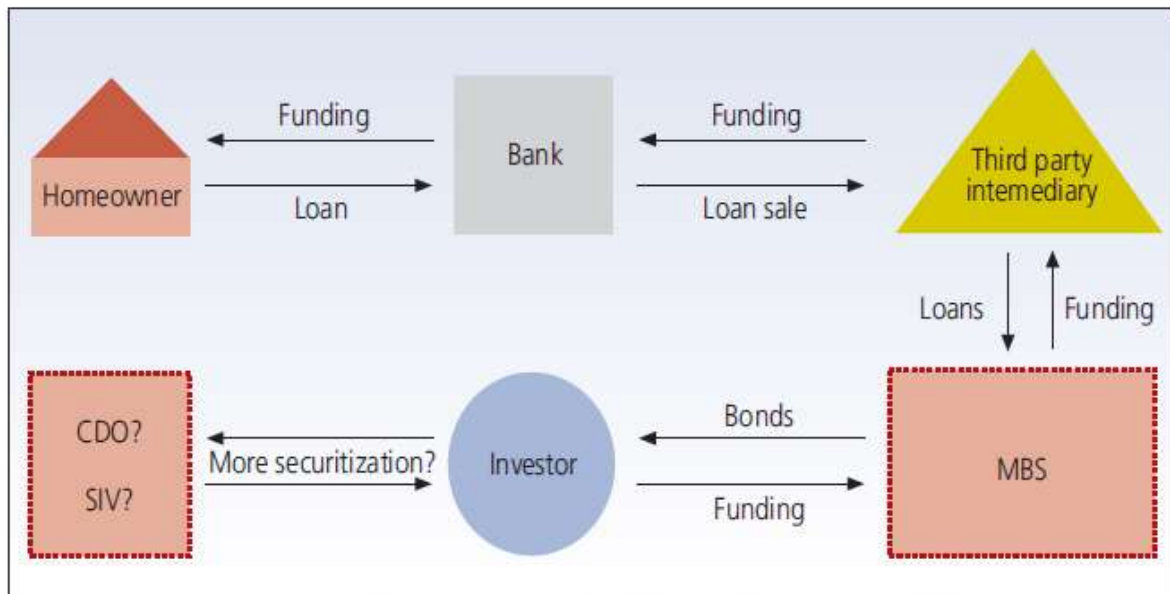 Funding
Funding
Bank
Third party
intemediary
Homeowner
Loan
Loan sale
Loans
Funding
CDO?
Bonds
More securitization?
Investor
MBS
SIV?
Funding